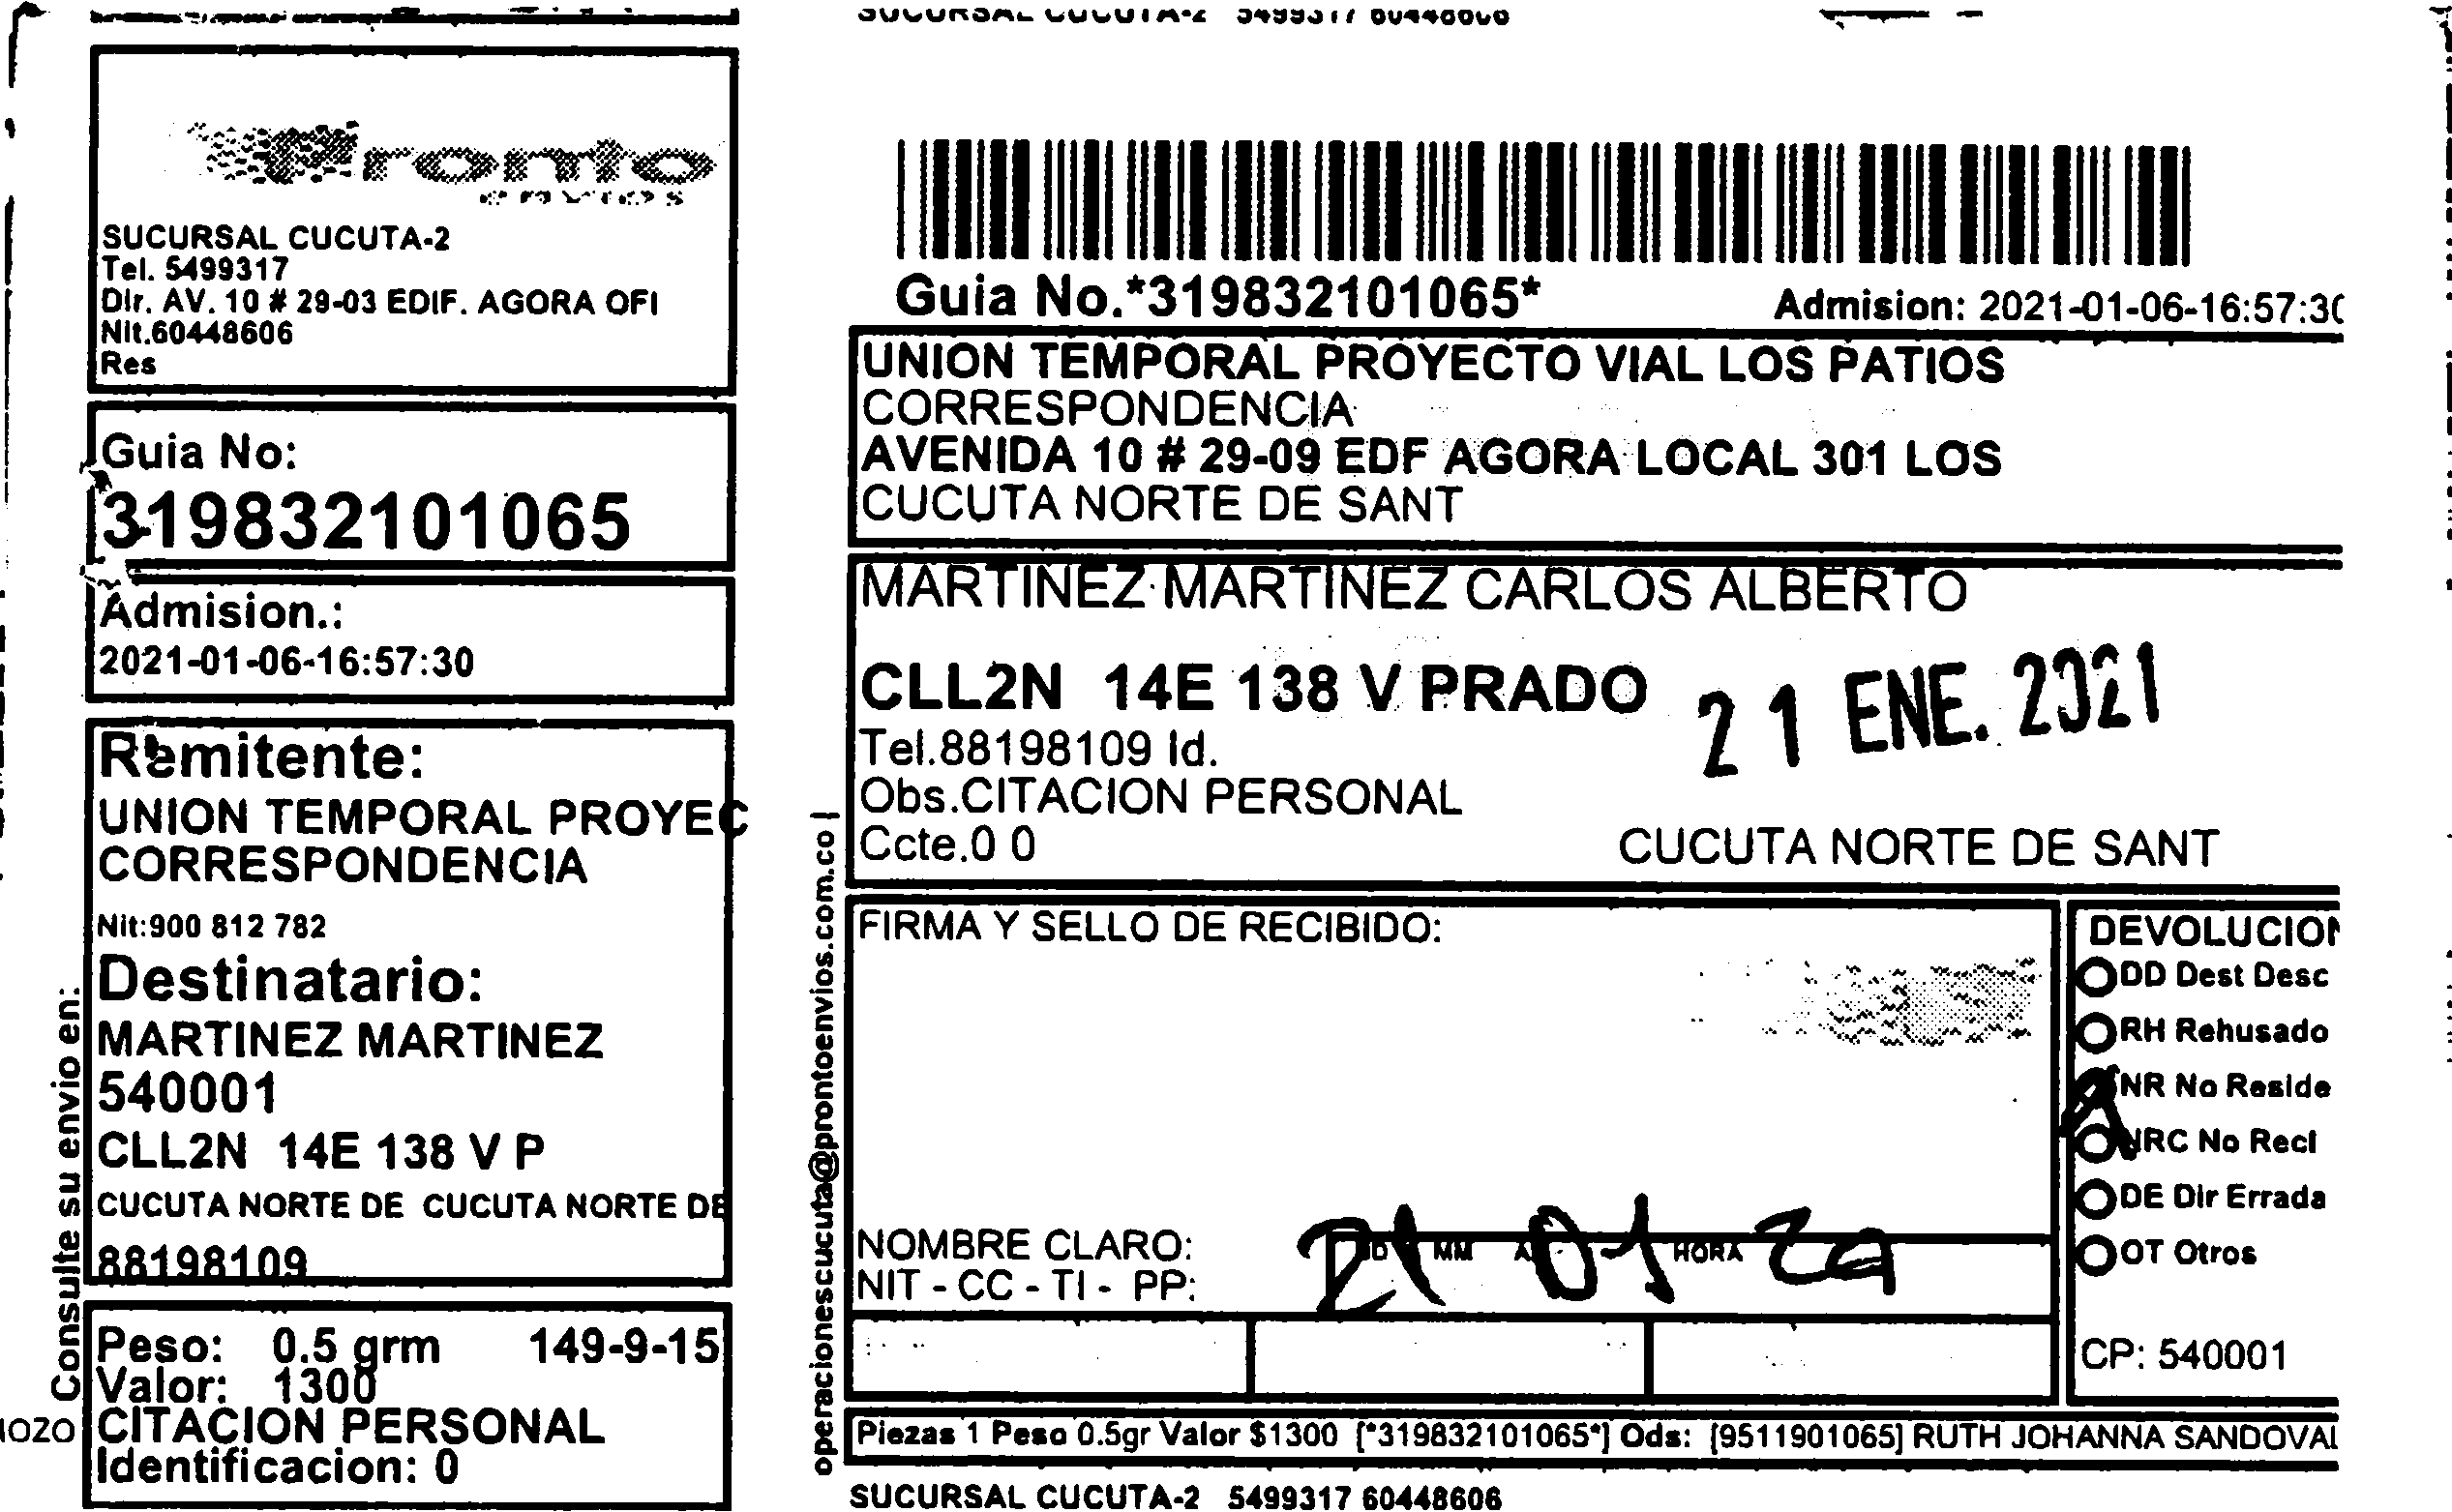 SUCURSAL CUCUTA-2 5499317 60448606
Pronto
envios
SUCURSAL CUCUTA-2
Tel. 5499317
Dir. AV. 10 # 29-03 EDIF. AGORA OFI
Nit.60448606
Res
Guia No:
319832101065
Admision.:
2021-01-06-16:57:30
Remitente:
UNION TEMPORAL PROYEC
CORRESPONDENCIA
Nit:900 812 782
Destinatario:
MARTINEZ MARTINEZ
540001
CLL2N 14E 138 V P
CUCUTA NORTE DE CUCUTA NORTE DE
88198109
Peso: 0.5 grm 149-9-15
Valor: 1300
CITACION PERSONAL
Identificacion: 0
Consulte su envio en:
operacionescucuta@prontoenvios.com.co |
Guia No.*319832101065*
Admision: 2021-01-06-16:57:30
UNION TEMPORAL PROYECTO VIAL LOS PATIOS
CORRESPONDENCIA
AVENIDA 10 # 29-09 EDF AGORA LOCAL 301 LOS
CUCUTA NORTE DE SANT
MARTINEZ MARTINEZ CARLOS ALBERTO
CLL2N 14E 138 V PRADO
21 ENE. 2021
Tel.88198109 Id.
Obs.CITACION PERSONAL
Ccte.0 0
CUCUTA NORTE DE SANT
FIRMA Y SELLO DE RECIBIDO:
NOMBRE CLARO:
NIT - CC - TI - PP:
MM
HORA
21 01 21
DEVOLUCION
DD Dest Desc
RH Rehusado
NR No Reside
NRC No Recl
DE Dir Errada
OT Otros
CP: 540001
Piezas 1 Peso 0.5gr Valor $1300 [*319832101065*] Ods: [9511901065] RUTH JOHANNA SANDOVAL
SUCURSAL CUCUTA-2 5499317 60448606